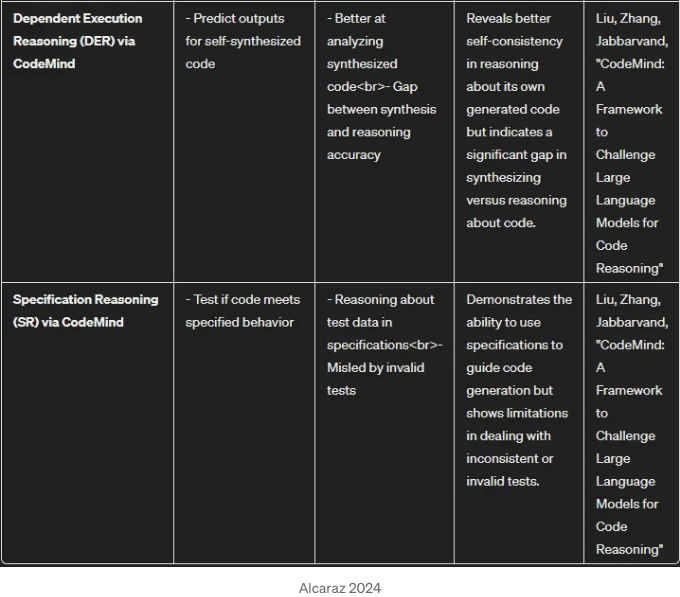 Dependent Execution
Reasoning (DER) via
CodeMind
- Predict outputs
for self-synthesized
code
- Better at
analyzing
synthesized
code<br>- Gap
between synthesis
and reasoning
accuracy
Reveals better
self-consistency
in reasoning
about its own
generated code
but indicates a
significant gap in
synthesizing
versus reasoning
about code.
Liu, Zhang,
Jabbarvand,
"CodeMind:
A
Framework
to
Challenge
Large
Language
Models for
Code
Reasoning"
Specification Reasoning
(SR) via CodeMind
- Test if code meets
specified behavior
- Reasoning about
test data in
specifications<br>-
Misled by invalid
tests
Demonstrates the
ability to use
specifications to
guide code
generation but
shows limitations
in dealing with
inconsistent or
invalid tests.
Liu, Zhang,
Jabbarvand,
"CodeMind:
A
Framework
to
Challenge
Large
Language
Models for
Code
Reasoning"
Alcaraz 2024